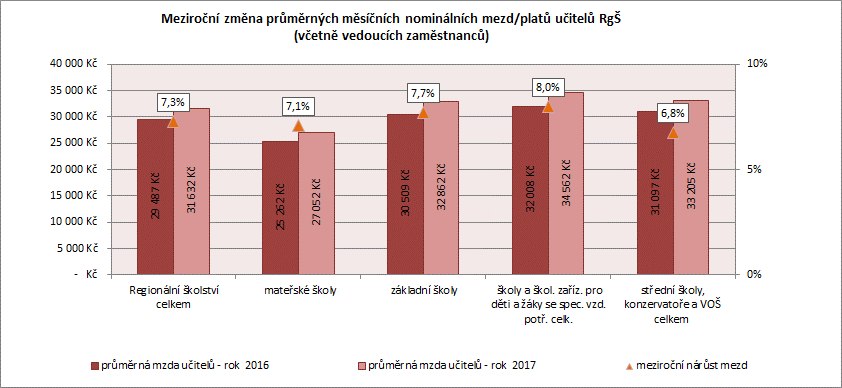 Meziroční změna průměrných měsíčních nominálních mezd/platů učitelů RgŠ
(včetně vedoucích zaměstnanců)
40 000 Kč
35 000 Kč
30 000 Kč
25 000 Kč
20 000 Kč
15 000 Kč
10 000 Kč
5 000 Kč
- Kč
10%
5%
0%
7,3%
7,1%
7,7%
8,0%
6,8%
29 487 Kč
31 632 Kč
25 262 Kč
27 052 Kč
30 509 Kč
32 862 Kč
32 008 Kč
34 562 Kč
31 097 Kč
33 205 Kč
Regionální školství
celkem
mateřské školy
základní školy
školy a škol. zaříz. pro
děti a žáky se spec. vzd.
potř. celk.
střední školy,
konzervatoře a VOŠ
celkem
průměrná mzda učitelů - rok 2016
průměrná mzda učitelů - rok 2017
meziroční nárůst mezd